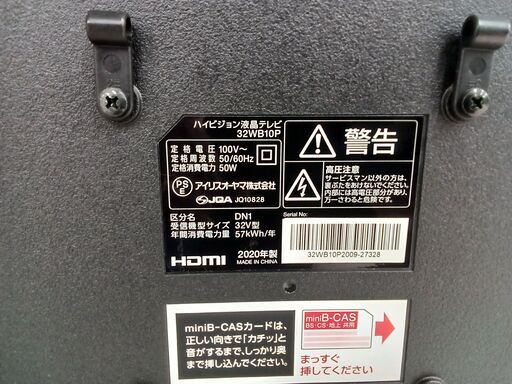 ハイビジョン液晶テレビ
32WB10P
定格電圧 100V～
定格周波数 50/60Hz
定格消費電力 50W
PS
E
アイリスオーヤマ株式会社
JQA JQ10828
区分名 DN1
受信機型サイズ 32V型
年間消費電力量 57kWh/年
HDMI
2020年製
MADE IN CHINA
警告
高圧注意
サービスマン以外の方は、
裏ぶたをあけないでください。
内部には高電圧部分が あり、
万一さわると危険です。
Serial No:
32WB10P2009-27328
miniB-CASカードは、
正しい向きで「カチッ」と
音がするまで、しっかり奥
まで挿し込んでください。
miniB-CAS
BS・CS・地上 共用
まっすぐ
挿してください